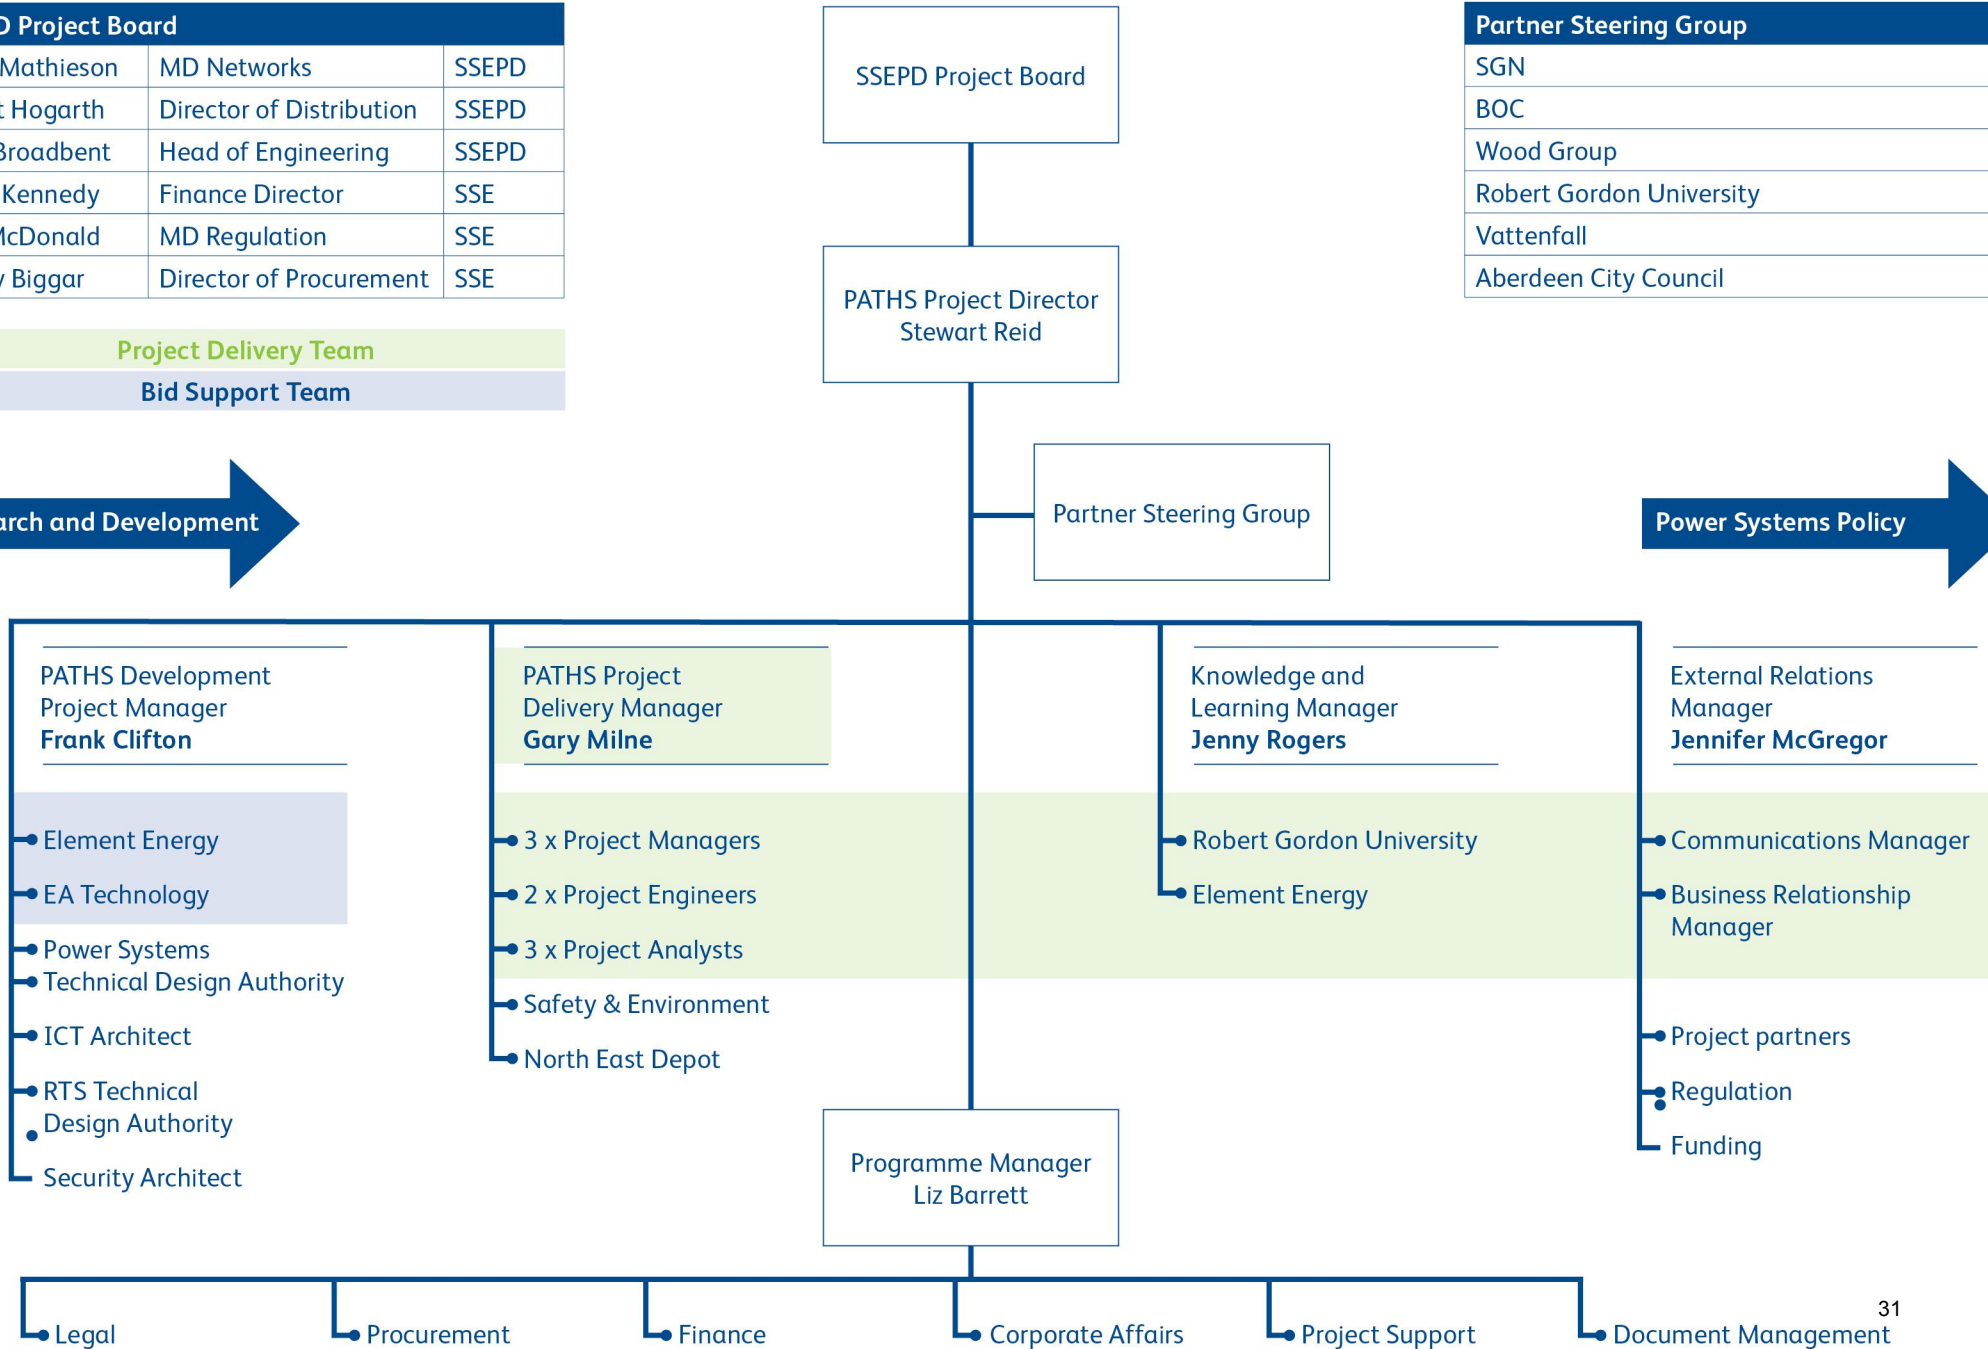 D Project Board
Mathieson MD Networks SSEPD
t Hogarth Director of Distribution SSEPD
Broadbent Head of Engineering SSEPD
Kennedy Finance Director SSE
McDonald MD Regulation SSE
y Biggar Director of Procurement SSE
Project Delivery Team
Bid Support Team
SSEPD Project Board
PATHS Project Director
Stewart Reid
Partner Steering Group
Partner Steering Group
SGN
BOC
Wood Group
Robert Gordon University
Vattenfall
Aberdeen City Council
arch and Development
Power Systems Policy
PATHS Development
Project Manager
Frank Clifton
Element Energy
EA Technology
Power Systems
Technical Design Authority
ICT Architect
RTS Technical
Design Authority
Security Architect
PATHS Project
Delivery Manager
Gary Milne
3 x Project Managers
2 x Project Engineers
3 x Project Analysts
Safety & Environment
North East Depot
Knowledge and
Learning Manager
Jenny Rogers
Robert Gordon University
Element Energy
External Relations
Manager
Jennifer McGregor
Communications Manager
Business Relationship
Manager
Project partners
Regulation
Funding
Programme Manager
Liz Barrett
Legal
Procurement
Finance
Corporate Affairs
Project Support
Document Management
31